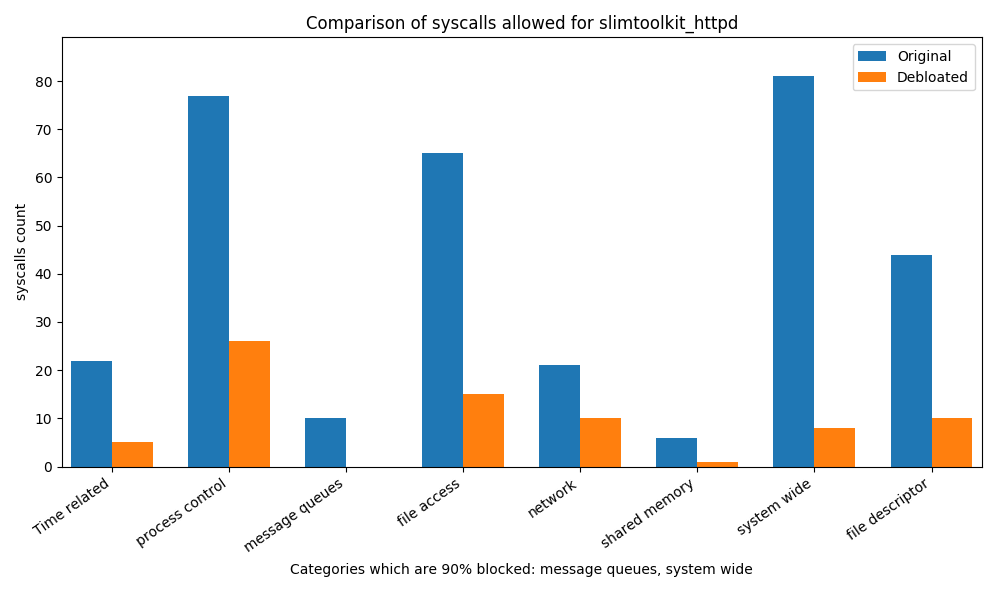 Comparison of syscalls allowed for slimtoolkit_httpd
Original
Debloated
syscalls count
80
70
60
50
40
30
20
10
0
Time related
process control
message queues
file access
network
shared memory
system wide
file descriptor
Categories which are 90% blocked: message queues, system wide